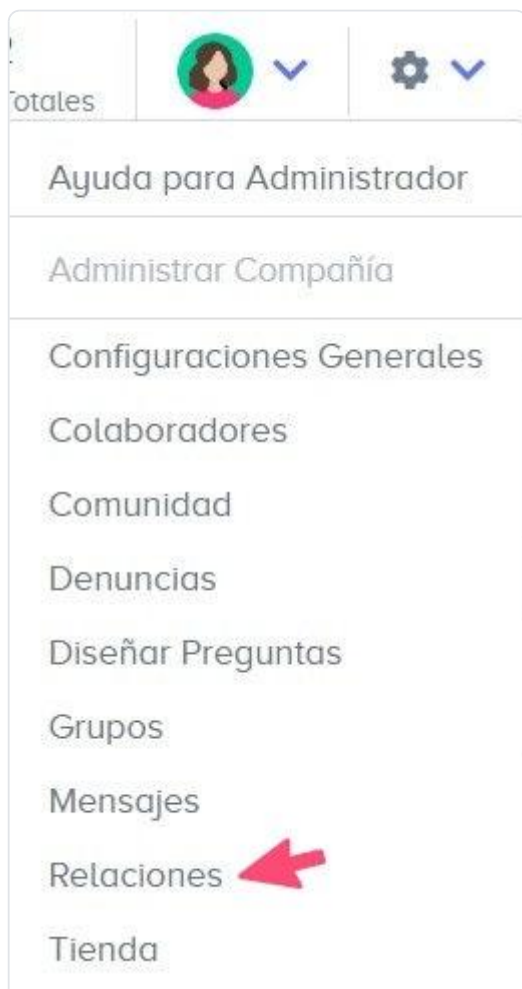 Ayuda para Administrador
Administrar Compañía
Configuraciones Generales
Colaboradores
Comunidad
Denuncias
Diseñar Preguntas
Grupos
Mensajes
Relaciones
Tienda